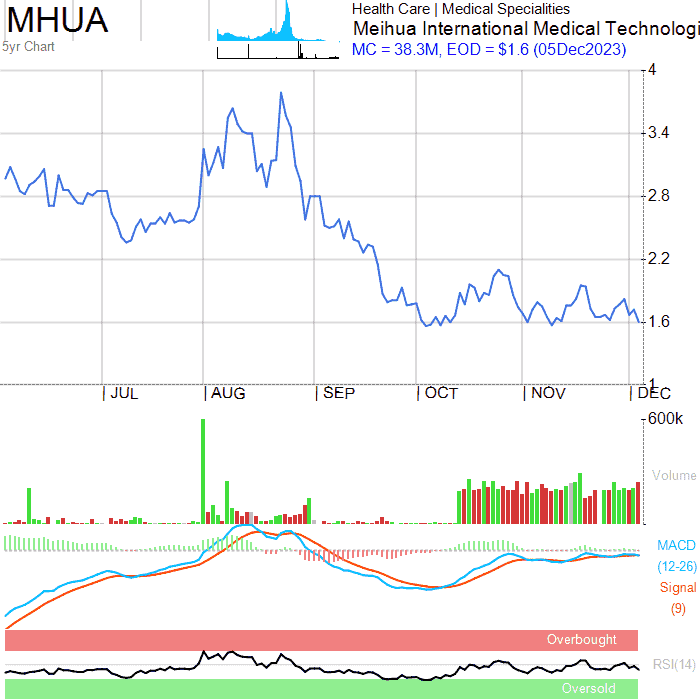 MHUA
5yr Chart
Health Care | Medical Specialities
Meihua International Medical Technologi
MC = 38.3M, EOD = $1.6 (05Dec2023)
4
3.4
2.8
2.2
1.6
1
JUL
AUG
SEP
OCT
NOV
DEC
600k
Volume
MACD
(12-26)
Signal
(9)
Overbought
RSI(14)
Oversold